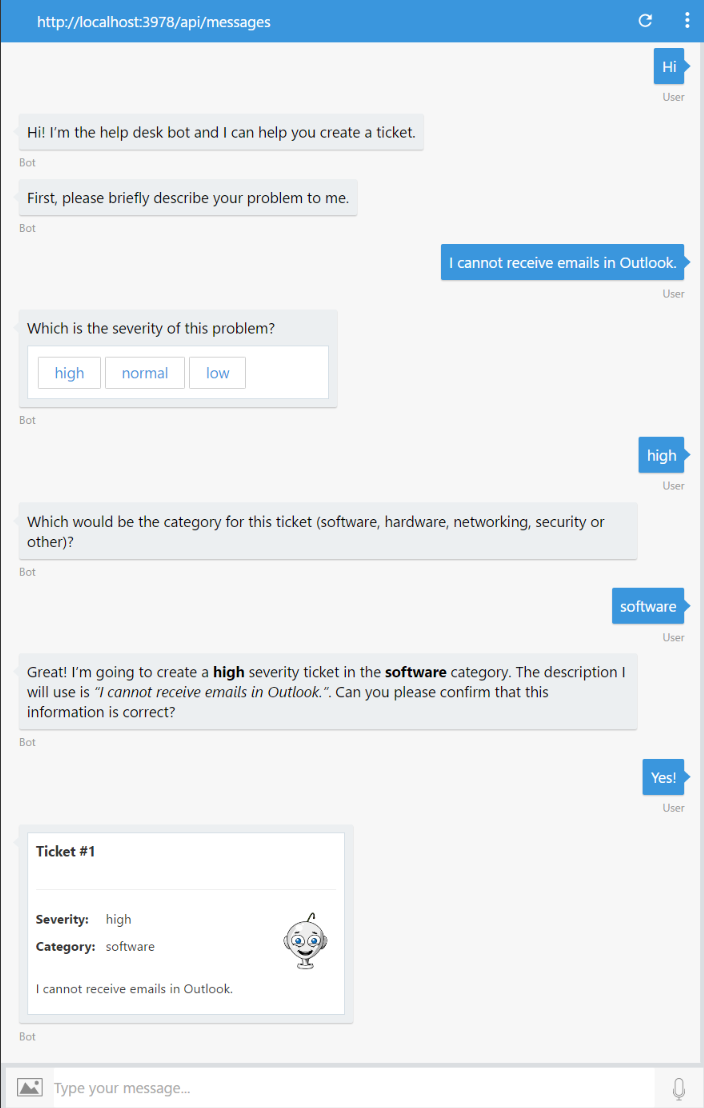 http://localhost:3978/api/messages
Hi
User
Hi! I'm the help desk bot and I can help you create a ticket.
Bot
First, please briefly describe your problem to me.
Bot
I cannot receive emails in Outlook.
User
Which is the severity of this problem?
high normal low
Bot
high
User
Which would be the category for this ticket (software, hardware, networking, security or
other)?
Bot
software
User
Great! I'm going to create a high severity ticket in the software category. The description I
will use is “I cannot receive emails in Outlook.”. Can you please confirm that this
information is correct?
Bot
Yes!
User
Ticket #1
Severity: high
Category: software
I cannot receive emails in Outlook.
Bot
Type your message...